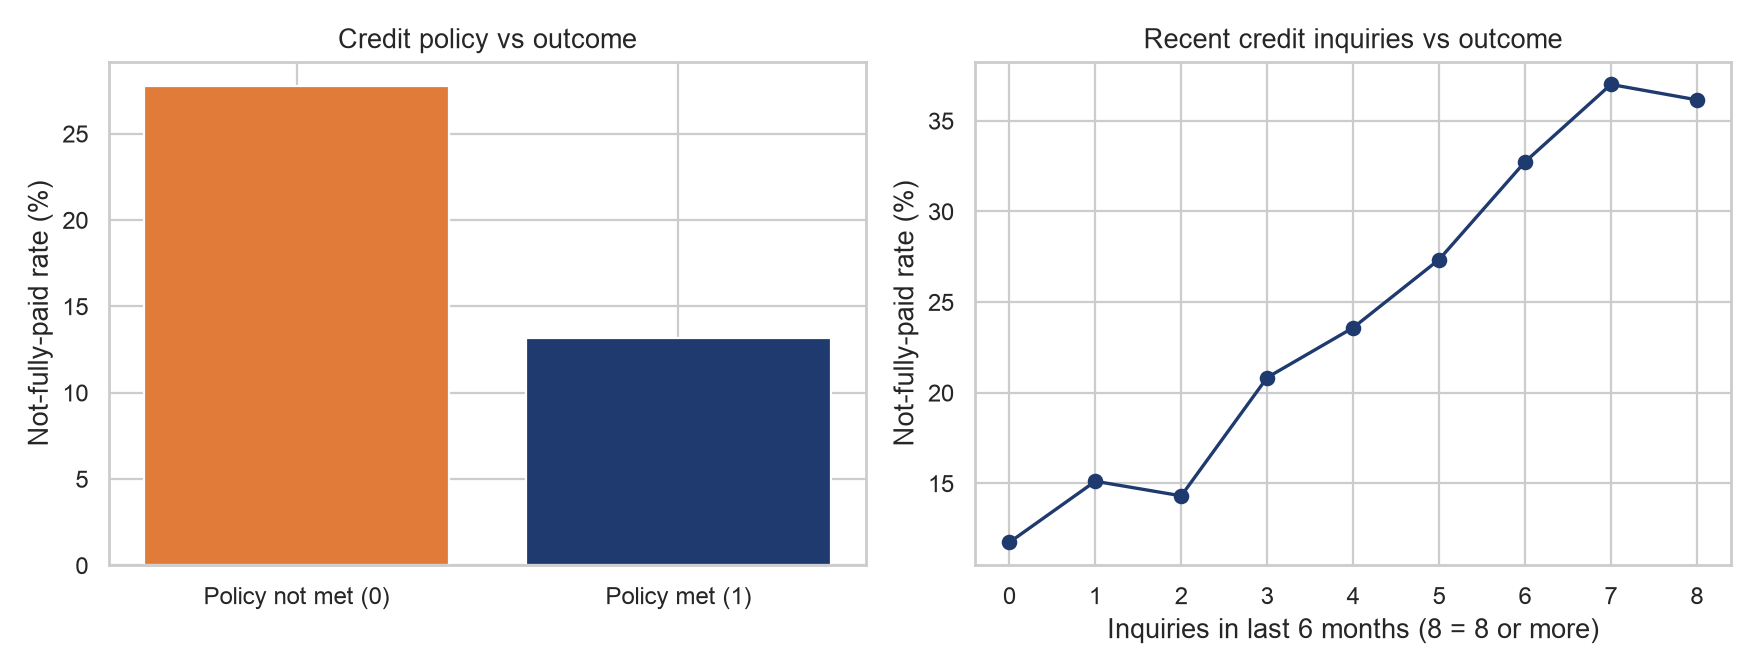 Credit policy vs outcome
Not-fully-paid rate (%)
25
20
15
10
5
0
Policy not met (0) Policy met (1)
Recent credit inquiries vs outcome
Not-fully-paid rate (%)
35
30
25
20
15
0 1 2 3 4 5 6 7 8
Inquiries in last 6 months (8 = 8 or more)